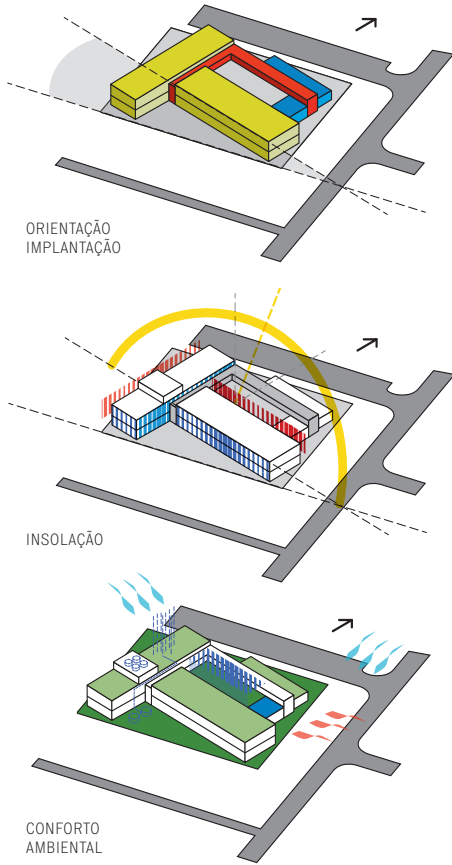 ORIENTAÇÃO
IMPLANTAÇÃO
INSOLAÇÃO
CONFORTO
AMBIENTAL